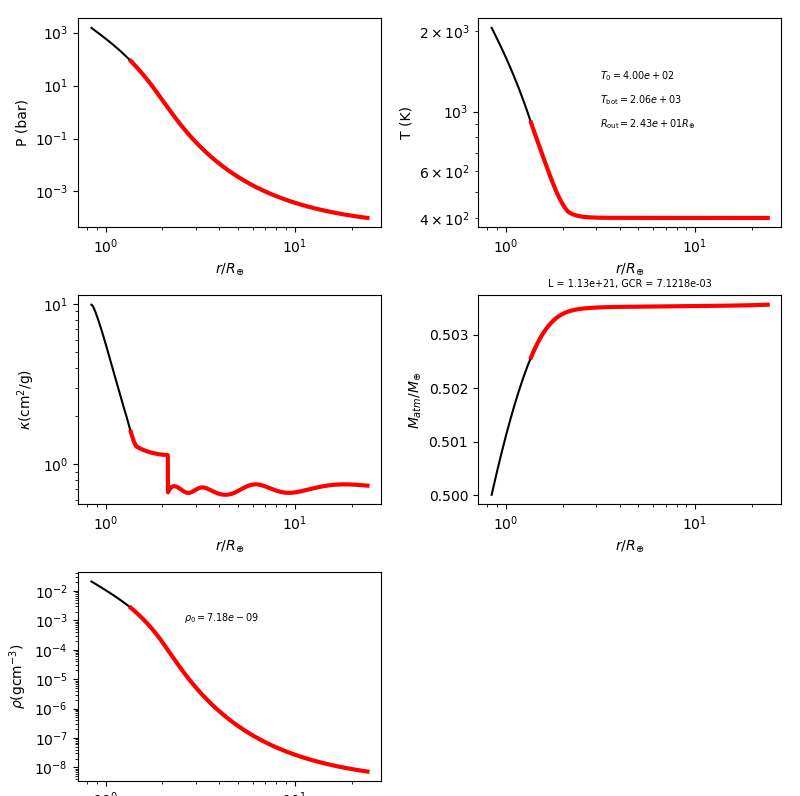 10³
10¹
10⁻¹
10⁻³
P (bar)
10⁰
10¹
r/R⊕
2 × 10³
10³
6 × 10²
4 × 10²
T (K)
T₀ = 4.00e + 02
T_bot = 2.06e + 03
R_out = 2.43e + 01R⊕
10⁰
10¹
r/R⊕
10¹
10⁰
κ(cm²/g)
10⁰
10¹
r/R⊕
L = 1.13e+21, GCR = 7.1218e-03
0.503
0.502
0.501
0.500
M_atm/M⊕
10⁰
10¹
r/R⊕
10⁻²
10⁻³
10⁻⁴
10⁻⁵
10⁻⁶
10⁻⁷
10⁻⁸
ρ(gcm⁻³)
ρ₀ = 7.18e − 09